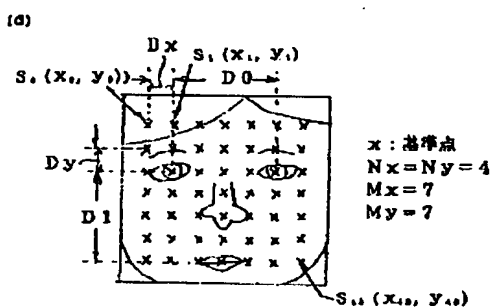 (d)
Dx
S₁ (x₁, y₁)
S₀ (x₀, y₀))
D0
Dy
D1
x : 基準点
Nx=Ny=4
Mx=7
My=7
(x₄₈, y₄₈)